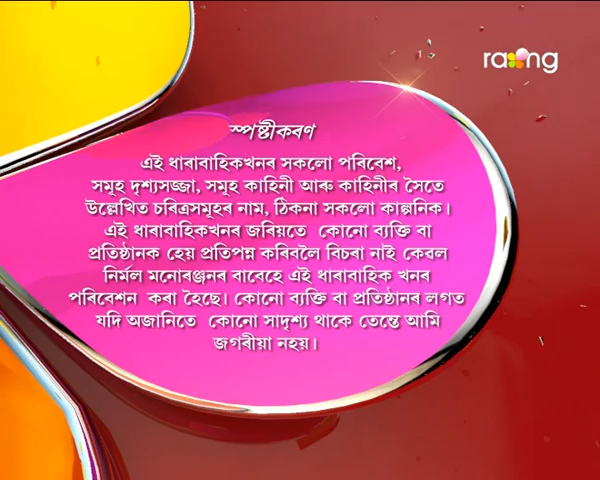 rang
স্পষ্টীকৰণ
এই ধাৰাবাহিকখনৰ সকলো পৰিবেশ,
সমূহ দৃশ্যসজ্জা, সমূহ কাহিনী আৰু কাহিনীৰ সৈতে
উল্লেখিত চৰিত্ৰসমূহৰ নাম, ঠিকনা সকলো কাল্পনিক।
এই ধাৰাবাহিকখনৰ জৰিয়তে কোনো ব্যক্তি বা
প্ৰতিষ্ঠানক হেয় প্ৰতিপন্ন কৰিবলৈ বিচৰা নাই কেৱল
নিৰ্মল মনোৰঞ্জনৰ বাবেহে এই ধাৰাবাহিক খনৰ
পৰিবেশন কৰা হৈছে। কোনো ব্যক্তি বা প্ৰতিষ্ঠানৰ লগত
যদি অজানিতে কোনো সাদৃশ্য থাকে তেন্তে আমি
জগৰীয়া নহয়।